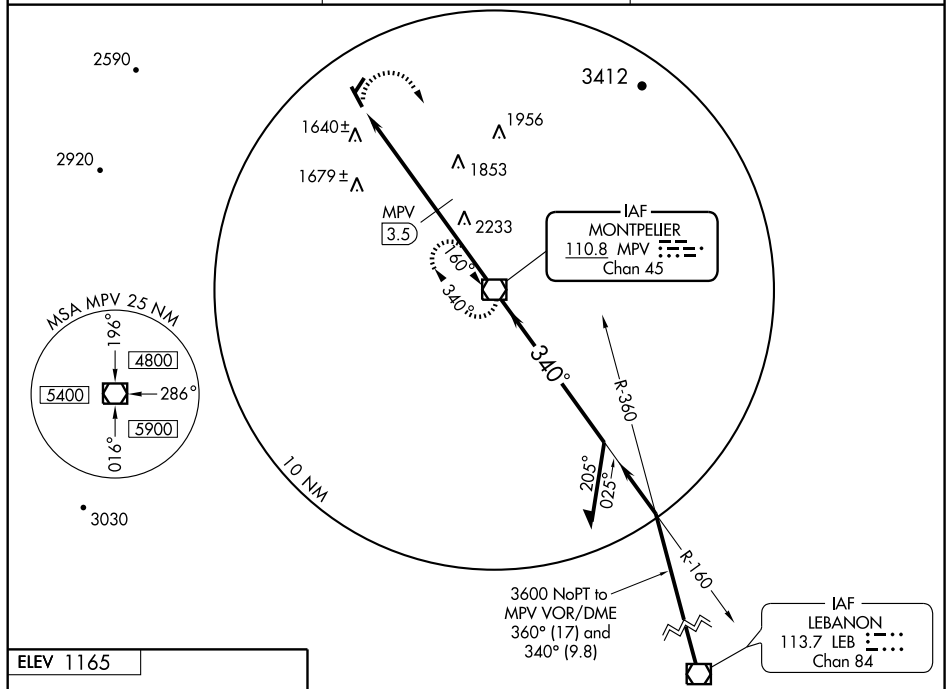 2590
3412
1640±
1956
2920
1679±
1853
MPV
3.5
2233
IAF
MONTPELIER
110.8 MPV
Chan 45
160°
340°
MSA MPV 25 NM
196°
4800
5400
286°
5900
016°
340°
R-360
205°
025°
10 NM
3030
R-160
3600 NoPT to
MPV VOR/DME
360° (17) and
340° (9.8)
IAF
LEBANON
113.7 LEB
Chan 84
ELEV 1165